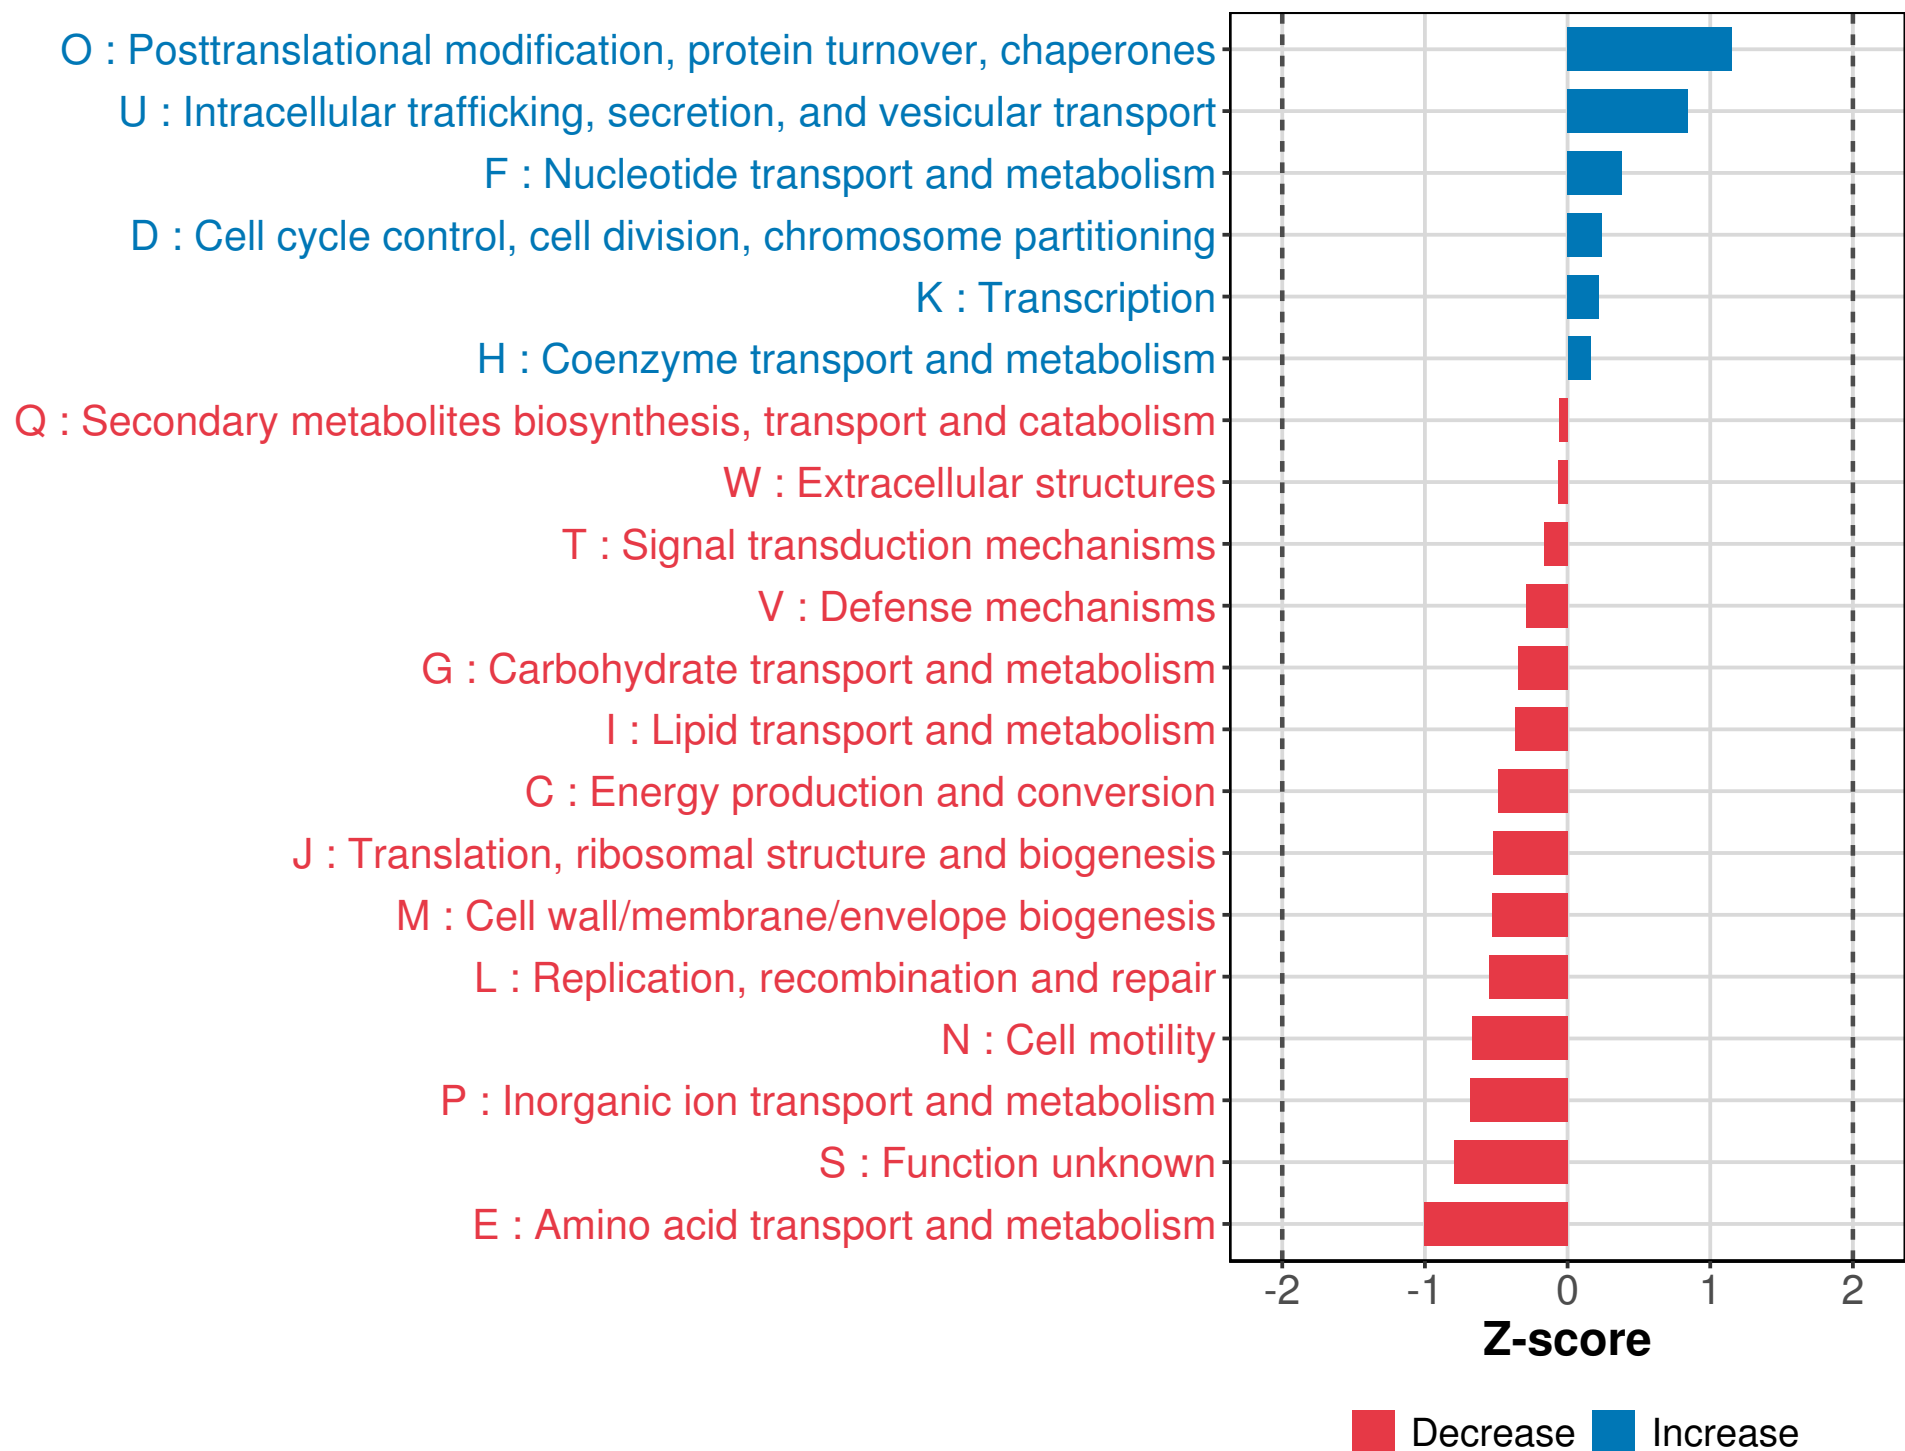 O : Posttranslational modification, protein turnover, chaperones
U : Intracellular trafficking, secretion, and vesicular transport
F : Nucleotide transport and metabolism
D : Cell cycle control, cell division, chromosome partitioning
K : Transcription
H : Coenzyme transport and metabolism
Q : Secondary metabolites biosynthesis, transport and catabolism
W : Extracellular structures
T : Signal transduction mechanisms
V : Defense mechanisms
G : Carbohydrate transport and metabolism
I : Lipid transport and metabolism
C : Energy production and conversion
J : Translation, ribosomal structure and biogenesis
M : Cell wall/membrane/envelope biogenesis
L : Replication, recombination and repair
N : Cell motility
P : Inorganic ion transport and metabolism
S : Function unknown
E : Amino acid transport and metabolism
-2 -1 0 1 2
Z-score
Decrease Increase